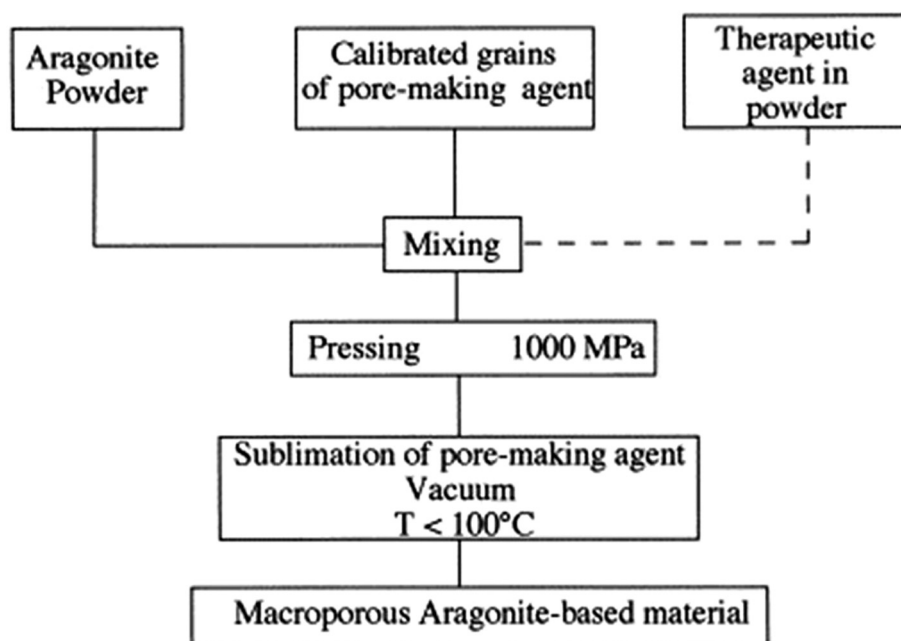 Aragonite
Powder
Calibrated grains
of pore-making agent
Therapeutic
agent in
powder
Mixing
Pressing 1000 MPa
Sublimation of pore-making agent
Vacuum
T < 100°C
Macroporous Aragonite-based material